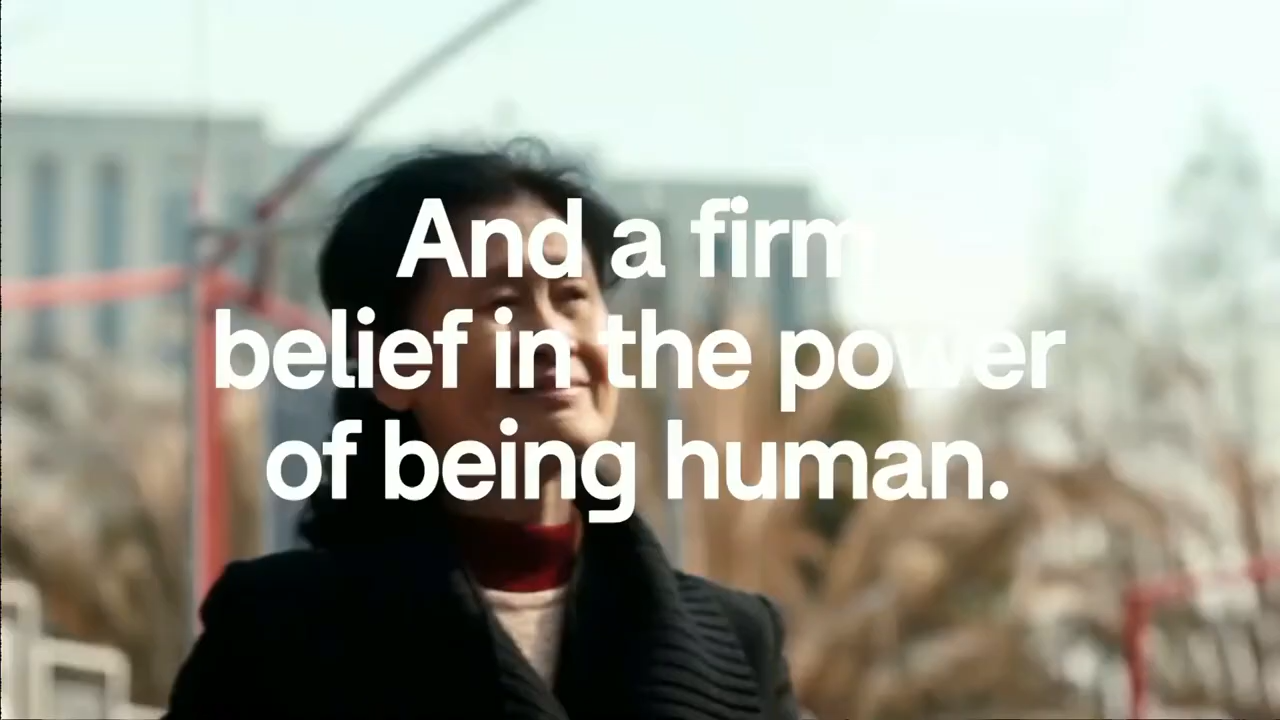 And a firm
belief in the power
of being human.